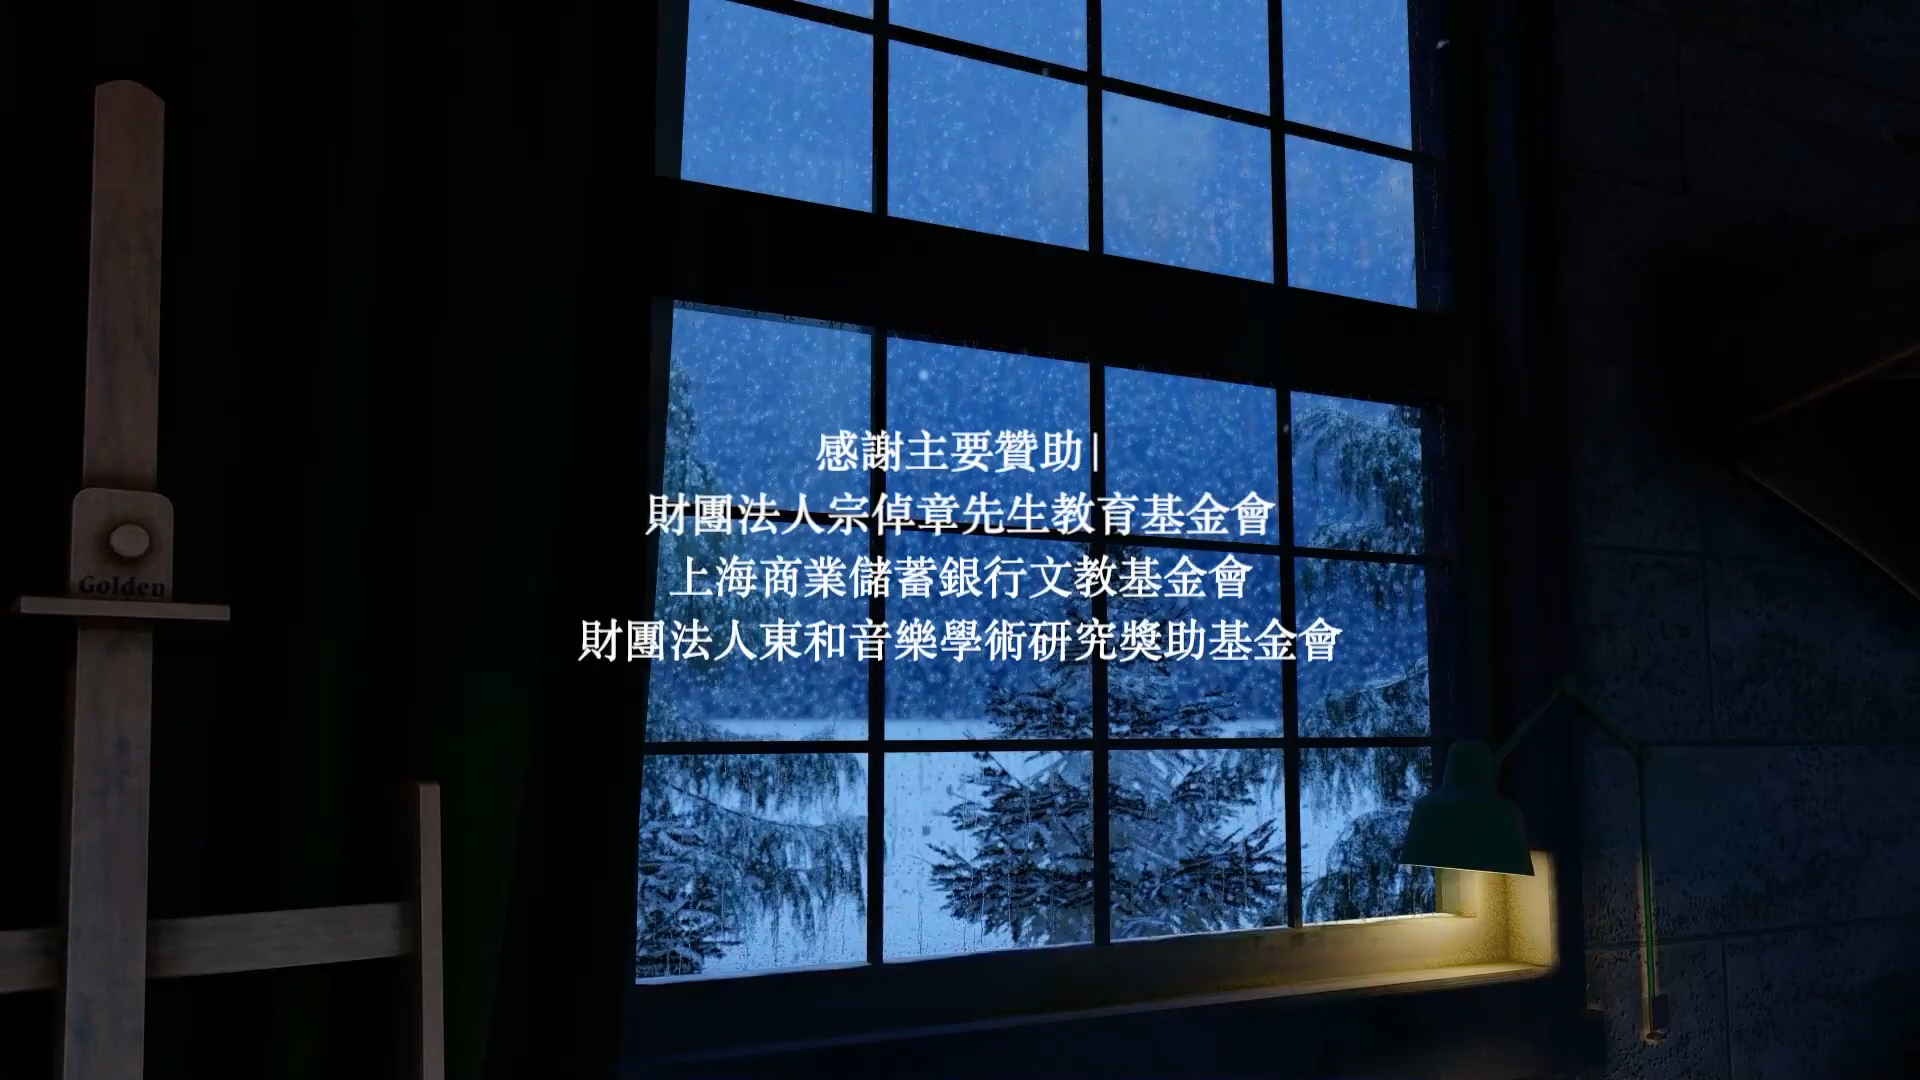 感謝主要贊助|
財團法人宗倬章先生教育基金會
上海商業儲蓄銀行文教基金會
財團法人東和音樂學術研究獎助基金會
Golden